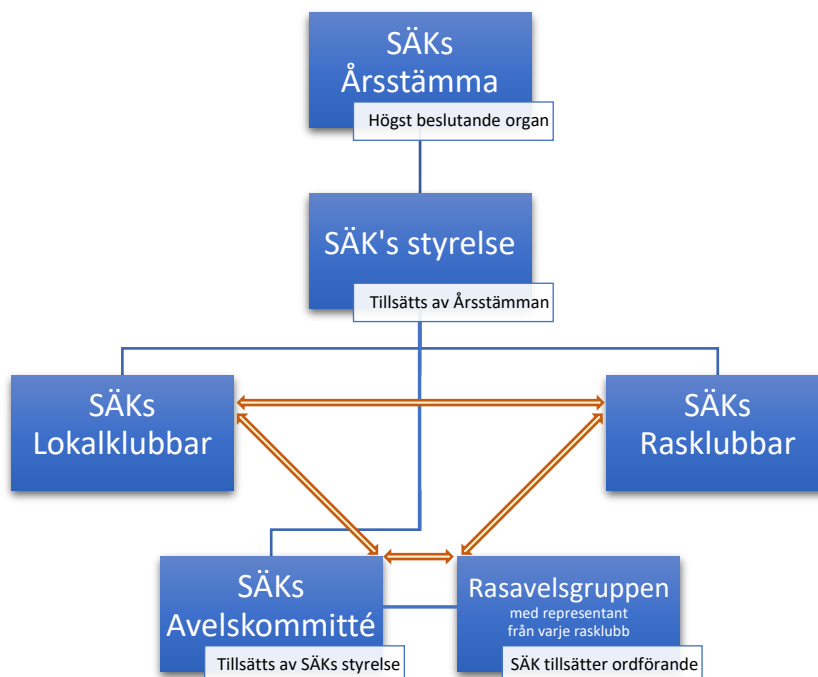 SÄKs
Årsstämma
Högst beslutande organ
SÄK's styrelse
Tillsätts av Årsstämman
SÄKs
Lokalklubbar
SÄKs
Rasklubbar
SÄKs
Avelskommitté
Tillsätts av SÄKs styrelse
Rasavelsgruppen
med representant
från varje rasklubb
SÄK tillsätter ordförande